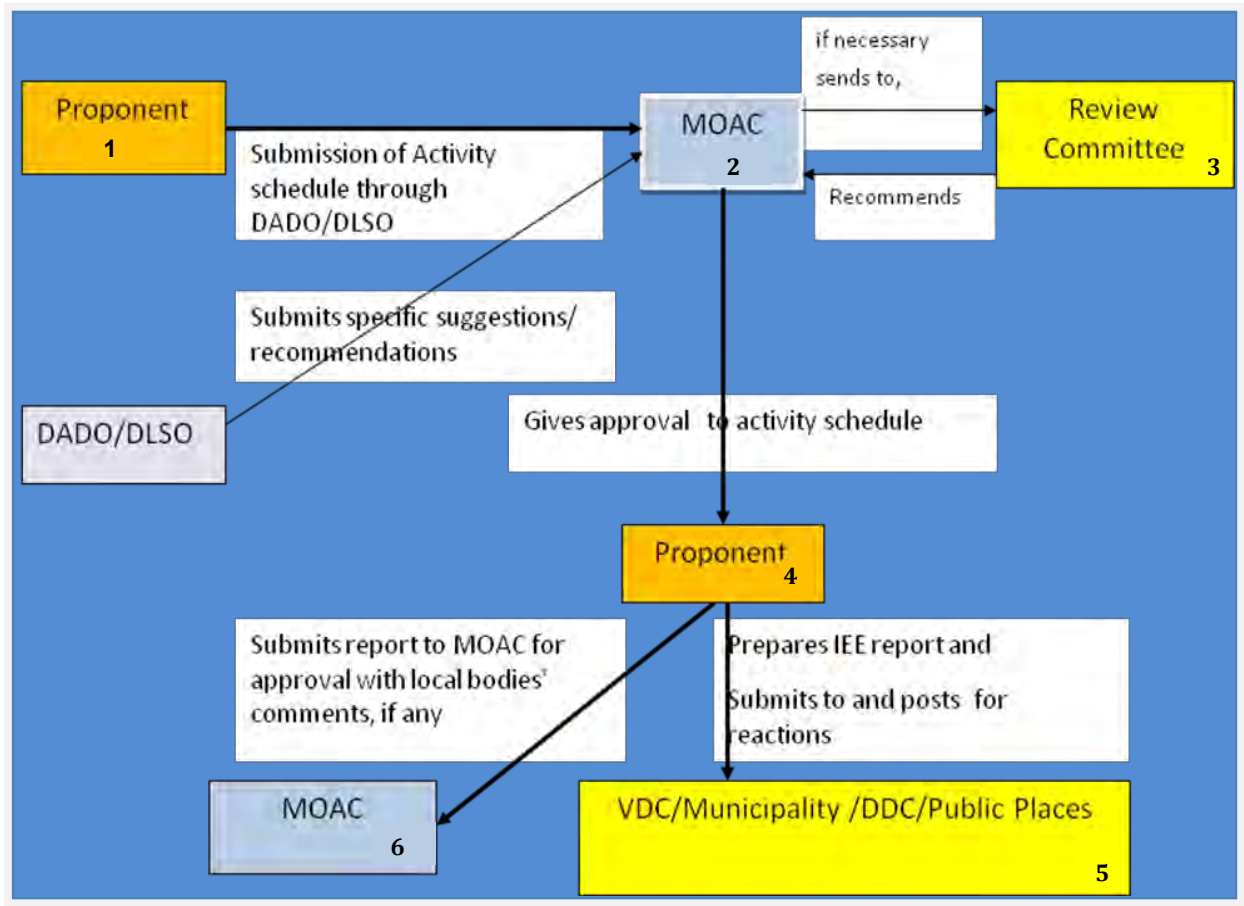 Proponent
1
Submission of Activity
schedule through
DADO/DLSO
MOAC
2
if necessary
sends to,
Review
Committee
3
Recommends
Submits specific suggestions/
recommendations
DADO/DLSO
Gives approval to activity schedule
Proponent
4
Submits report to MOAC for
approval with local bodies'
comments, if any
Prepares IEE report and
Submits to and posts for
reactions
MOAC
6
VDC/Municipality /DDC/Public Places
5